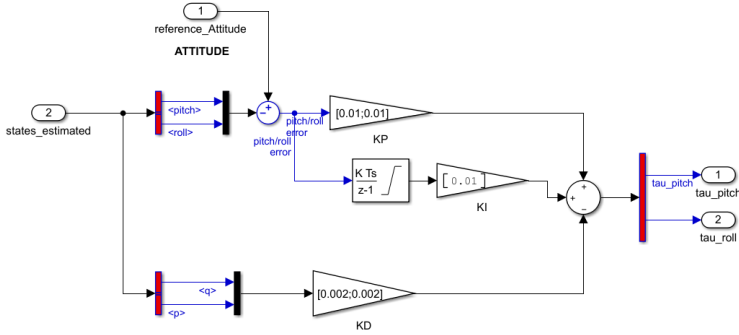 1
reference_Attitude
ATTITUDE
2
states_estimated
<pitch>
<roll>
pitch/roll
error
pitch/roll
error
[0.01;0.01]
KP
K Ts
z-1
[ 0.01 ]
KI
tau_pitch
1
tau_pitch
2
tau_roll
<q>
<p>
[0.002;0.002]
KD